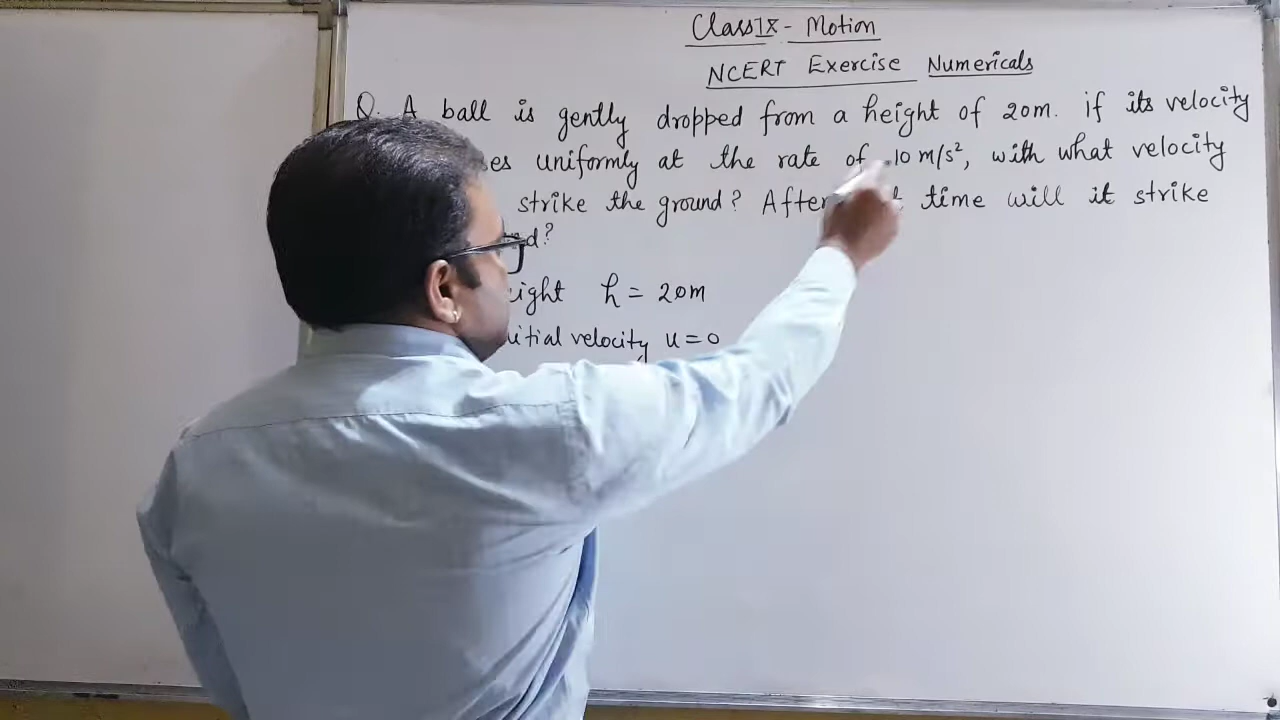 Class IX - Motion
NCERT Exercise Numericals
Q. A ball is gently dropped from a height of 20m. if its velocity
es uniformly at the rate of 10 m/s², with what velocity
strike the ground? After time will it strike
d?
ight h = 20m
itial velocity u = 0